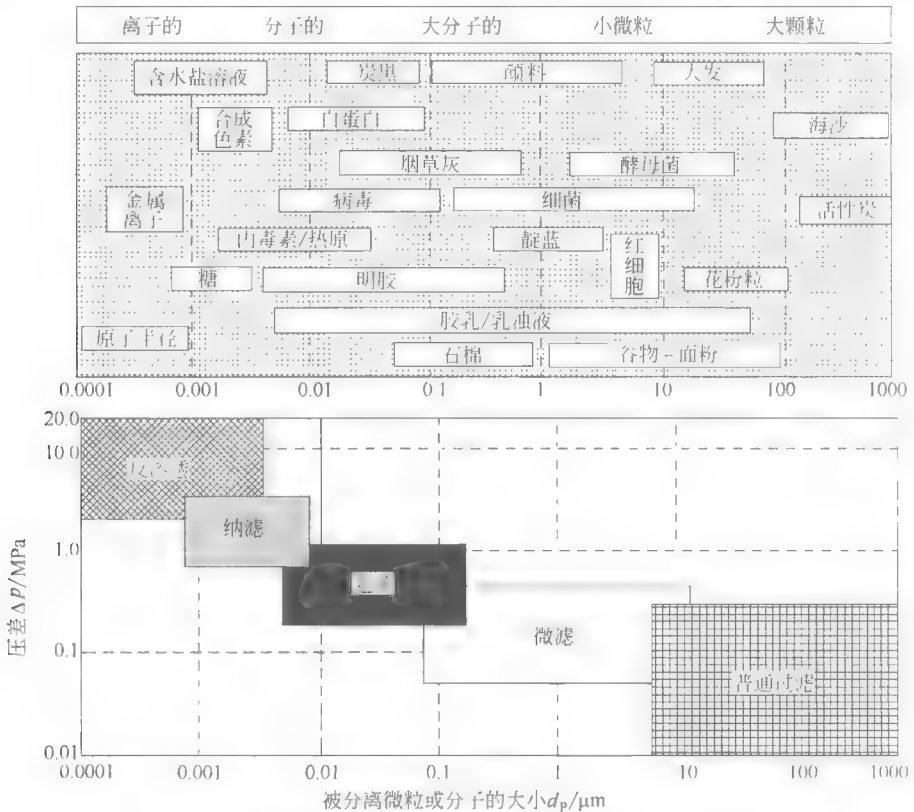 离子的 分子的 大分子的 小微粒 大颗粒
含水盐溶液 炭黑 颜料 人发
合成色素 白蛋白 海沙
烟草灰 酵母菌
金属离子 病毒 细菌 活性炭
内毒素/热原 靛蓝 红细胞
糖 明胶 花粉粒
胶乳/乳浊液
原子半径 石棉 谷物-面粉
0.0001 0.001 0.01 0.1 1 10 100 1000
20.0
10.0
反渗透
纳滤
1.0
微滤
0.1
普通过滤
0.01
压差Δp/MPa
0.0001 0.001 0.01 0.1 1 10 100 1000
被分离微粒或分子的大小dP/μm